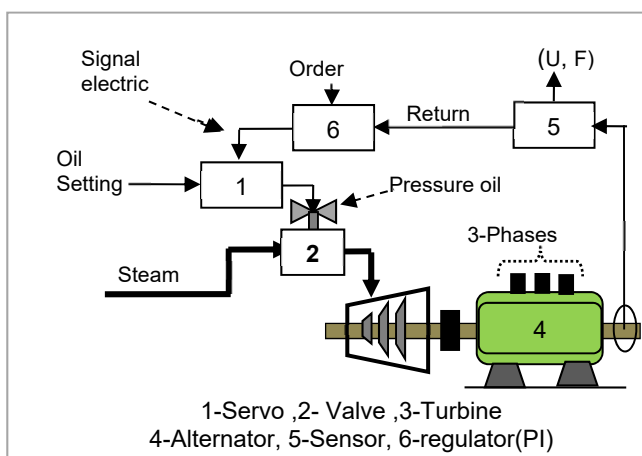 Signal
electric
Order
(U, F)
6
Return
5
Oil
Setting
1
Pressure oil
2
3-Phases
Steam
4
1-Servo ,2- Valve ,3-Turbine
4-Alternator, 5-Sensor, 6-regulator(PI)